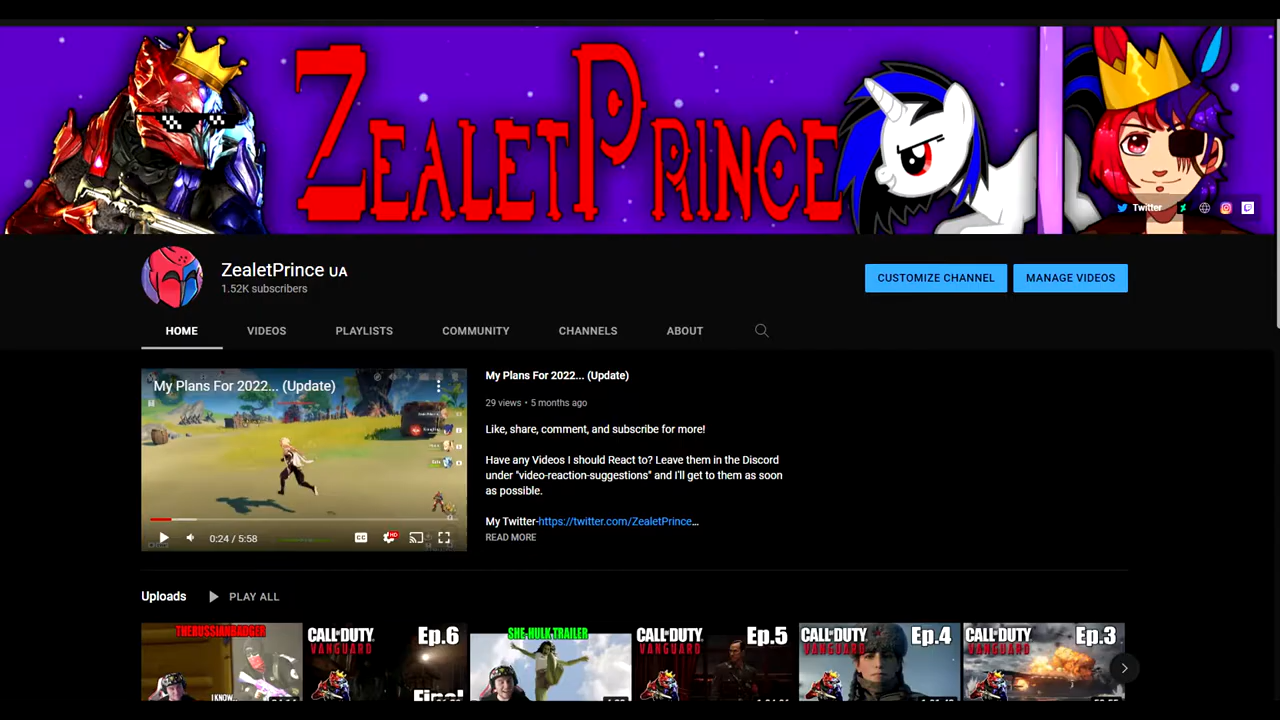 ZEALETPRINCE
Twitter
ZealetPrince UA
1.52K subscribers
CUSTOMIZE CHANNEL
MANAGE VIDEOS
HOME
VIDEOS
PLAYLISTS
COMMUNITY
CHANNELS
ABOUT
My Plans For 2022... (Update)
0:24 / 5:58
CC
HD
My Plans For 2022... (Update)
29 views • 5 months ago
Like, share, comment, and subscribe for more!
Have any Videos I should React to? Leave them in the Discord
under "video-reaction-suggestions" and I'll get to them as soon
as possible.
My Twitter-https://twitter.com/ZealetPrince...
READ MORE
Uploads
PLAY ALL
THERUSSIANBADGER
I KNOW...
CALL OF DUTY
VANGUARD
Ep.6
Final
SHE-HULK TRAILER
CALL OF DUTY
VANGUARD
Ep.5
CALL OF DUTY
VANGUARD
Ep.4
CALL OF DUTY
VANGUARD
Ep.3